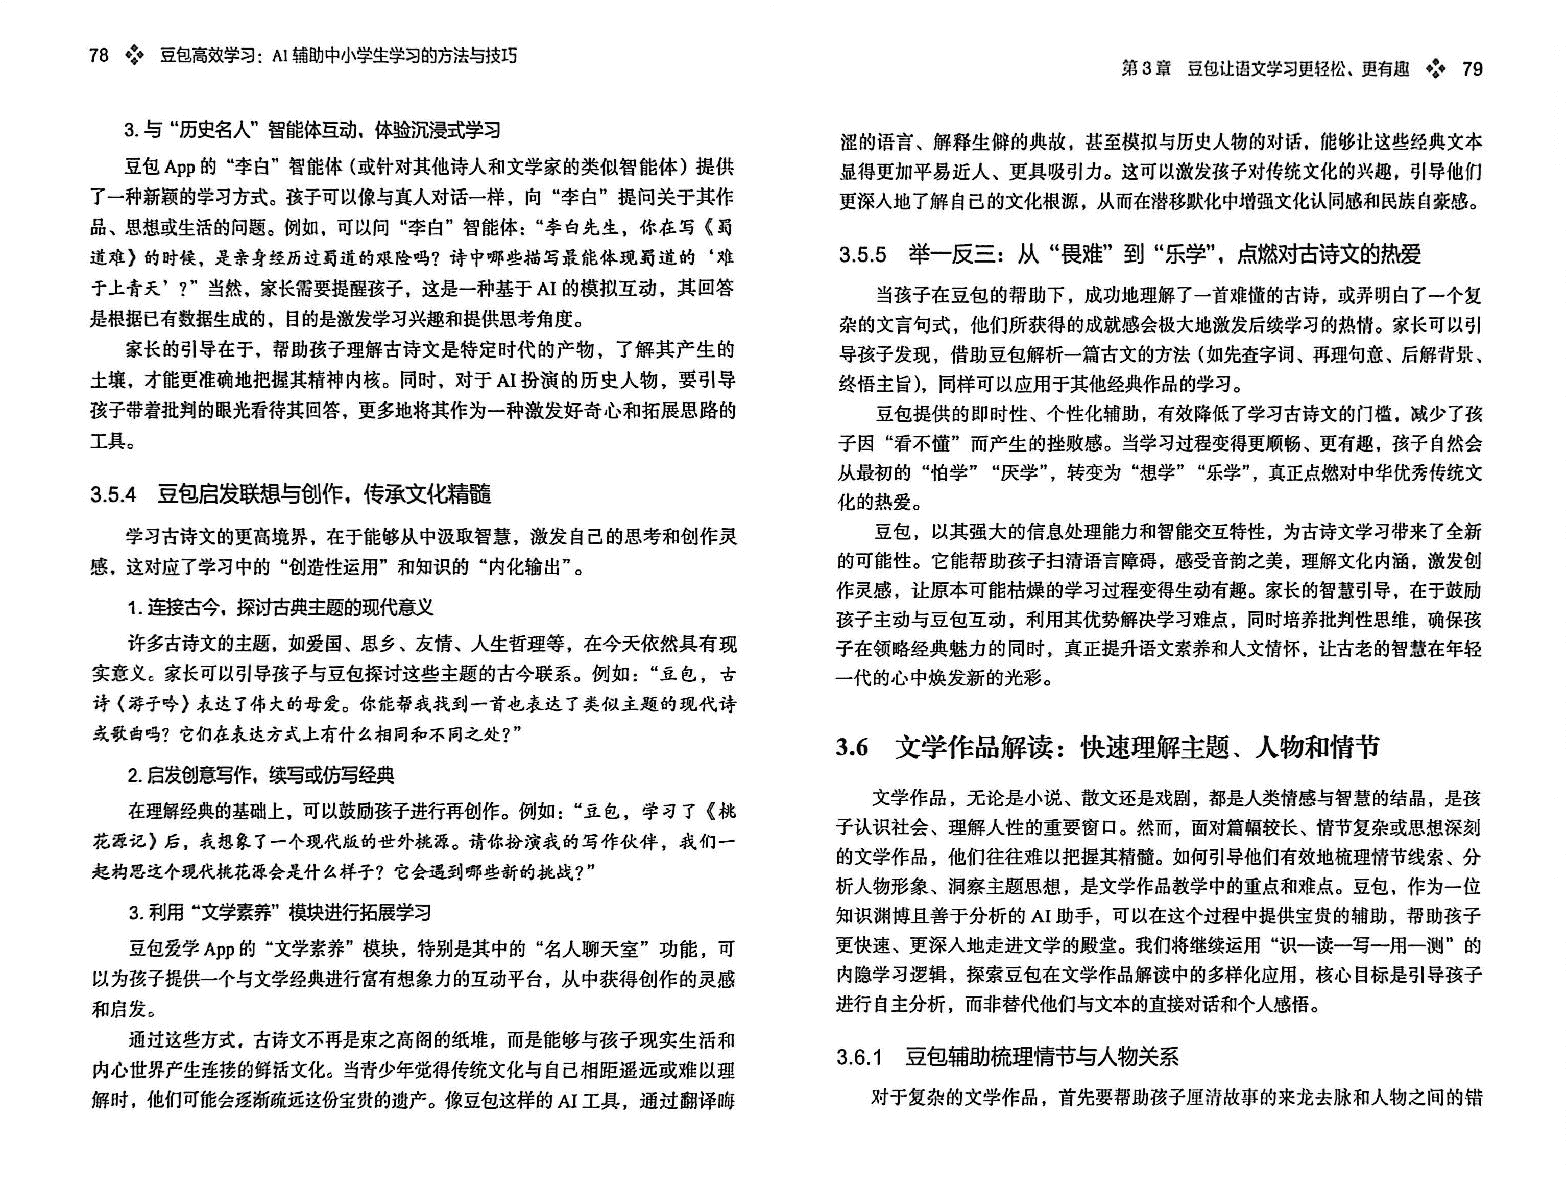 78 豆包高效学习：AI 辅助中小学生学习的方法与技巧
3. 与“历史名人”智能体互动，体验沉浸式学习
豆包 App 的“李白”智能体（或针对其他诗人和文学家的类似智能体）提供
了一种新颖的学习方式。孩子可以像与真人对话一样，向“李白”提问关于其作
品、思想或生活的问题。例如，可以问“李白”智能体：“李白先生，你在写《蜀
道难》的时候，是亲身经历过蜀道的艰险吗？诗中哪些描写最能体现蜀道的‘难
于上青天’？”当然，家长需要提醒孩子，这是一种基于 AI 的模拟互动，其回答
是根据已有数据生成的，目的是激发学习兴趣和提供思考角度。
家长的引导在于，帮助孩子理解古诗文是特定时代的产物，了解其产生的
土壤，才能更准确地把握其精神内核。同时，对于 AI 扮演的历史人物，要引导
孩子带着批判的眼光看待其回答，更多地将其作为一种激发好奇心和拓展思路的
工具。
3.5.4 豆包启发联想与创作，传承文化精髓
学习古诗文的更高境界，在于能够从中汲取智慧，激发自己的思考和创作灵
感，这对应了学习中的“创造性运用”和知识的“内化输出”。
1. 连接古今，探讨古典主题的现代意义
许多古诗文的主题，如爱国、思乡、友情、人生哲理等，在今天依然具有现
实意义。家长可以引导孩子与豆包探讨这些主题的古今联系。例如：“豆包，古
诗《游子吟》表达了伟大的母爱。你能帮我找到一首也表达了类似主题的现代诗
或歌曲吗？它们在表达方式上有什么相同和不同之处？”
2. 启发创意写作，续写或仿写经典
在理解经典的基础上，可以鼓励孩子进行再创作。例如：“豆包，学习了《桃
花源记》后，我想象了一个现代版的世外桃源。请你扮演我的写作伙伴，我们一
起构思这个现代桃花源会是什么样子？它会遇到哪些新的挑战？”
3. 利用“文学素养”模块进行拓展学习
豆包爱学 App 的“文学素养”模块，特别是其中的“名人聊天室”功能，可
以为孩子提供一个与文学经典进行富有想象力的互动平台，从中获得创作的灵感
和启发。
通过这些方式，古诗文不再是束之高阁的纸堆，而是能够与孩子现实生活和
内心世界产生连接的鲜活文化。当青少年觉得传统文化与自己相距遥远或难以理
解时，他们可能会逐渐疏远这份宝贵的遗产。像豆包这样的 AI 工具，通过翻译晦
第 3 章 豆包让语文学习更轻松、更有趣 79
涩的语言、解释生僻的典故，甚至模拟与历史人物的对话，能够让这些经典文本
显得更加平易近人、更具吸引力。这可以激发孩子对传统文化的兴趣，引导他们
更深入地了解自己的文化根源，从而在潜移默化中增强文化认同感和民族自豪感。
3.5.5 举一反三：从“畏难”到“乐学”，点燃对古诗文的热爱
当孩子在豆包的帮助下，成功地理解了一首难懂的古诗，或弄明白了一个复
杂的文言句式，他们所获得的成就感会极大地激发后续学习的热情。家长可以引
导孩子发现，借助豆包解析一篇古文的方法（如先查字词、再理句意、后解背景、
终悟主旨），同样可以应用于其他经典作品的学习。
豆包提供的即时性、个性化辅助，有效降低了学习古诗文的门槛，减少了孩
子因“看不懂”而产生的挫败感。当学习过程变得更顺畅、更有趣，孩子自然会
从最初的“怕学”“厌学”，转变为“想学”“乐学”，真正点燃对中华优秀传统文
化的热爱。
豆包，以其强大的信息处理能力和智能交互特性，为古诗文学习带来了全新
的可能性。它能帮助孩子扫清语言障碍，感受音韵之美，理解文化内涵，激发创
作灵感，让原本可能枯燥的学习过程变得生动有趣。家长的智慧引导，在于鼓励
孩子主动与豆包互动，利用其优势解决学习难点，同时培养批判性思维，确保孩
子在领略经典魅力的同时，真正提升语文素养和人文情怀，让古老的智慧在年轻
一代的心中焕发新的光彩。
3.6 文学作品解读：快速理解主题、人物和情节
文学作品，无论是小说、散文还是戏剧，都是人类情感与智慧的结晶，是孩
子认识社会、理解人性的重要窗口。然而，面对篇幅较长、情节复杂或思想深刻
的文学作品，他们往往难以把握其精髓。如何引导他们有效地梳理情节线索、分
析人物形象、洞察主题思想，是文学作品教学中的重点和难点。豆包，作为一位
知识渊博且善于分析的 AI 助手，可以在这个过程中提供宝贵的辅助，帮助孩子
更快速、更深入地走进文学的殿堂。我们将继续运用“识—读—写—用—测”的
内隐学习逻辑，探索豆包在文学作品解读中的多样化应用，核心目标是引导孩子
进行自主分析，而非替代他们与文本的直接对话和个人感悟。
3.6.1 豆包辅助梳理情节与人物关系
对于复杂的文学作品，首先要帮助孩子厘清故事的来龙去脉和人物之间的错